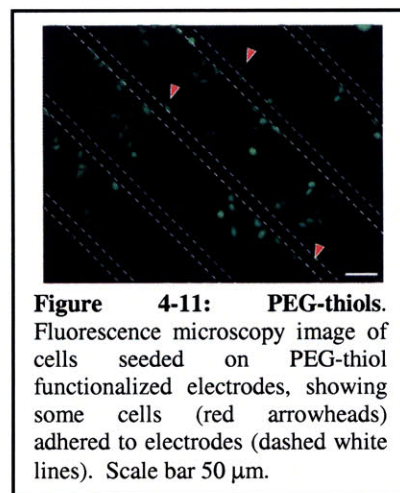 Figure 4-11: PEG-thiols.
Fluorescence microscopy image of
cells seeded on PEG-thiol
functionalized electrodes, showing
some cells (red arrowheads)
adhered to electrodes (dashed white
lines). Scale bar 50 μm.